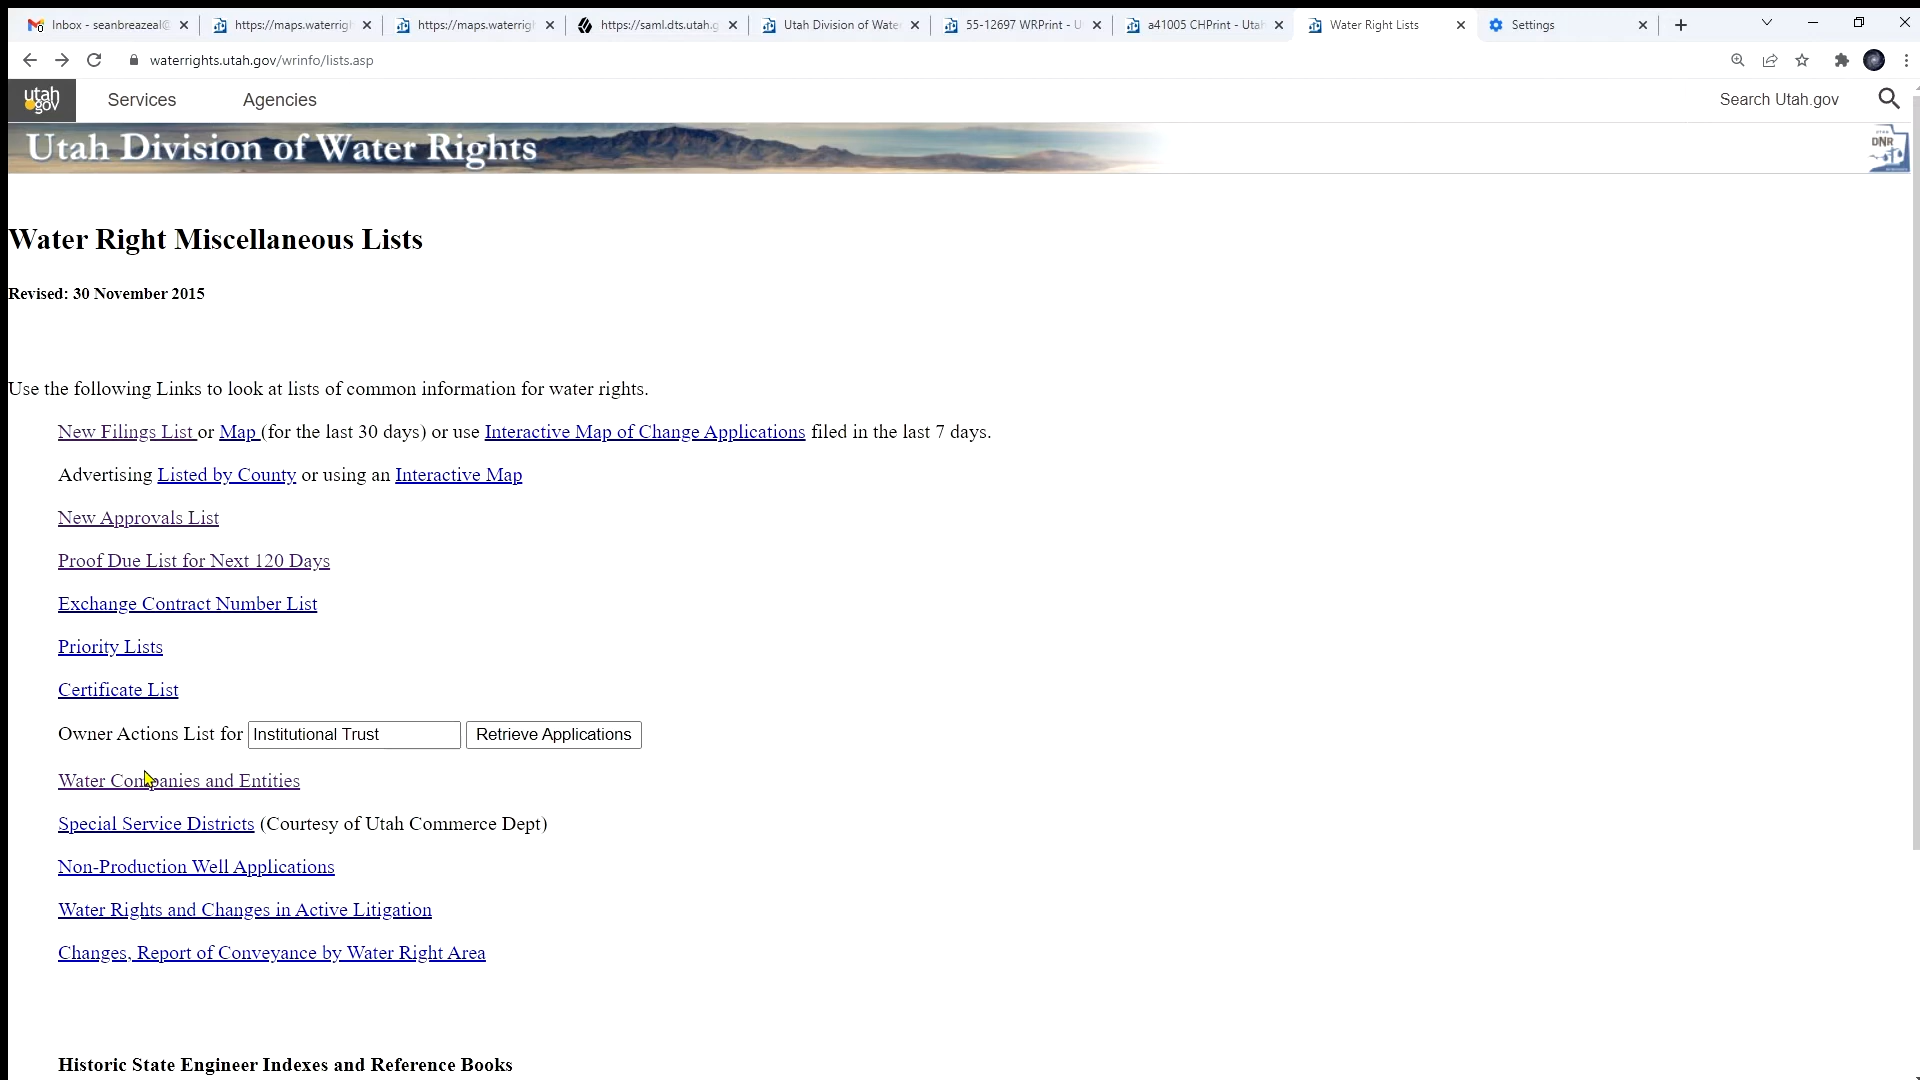 Inbox - seanbreazeal@
https://maps.waterrigh
https://maps.waterrigh
https://saml.dts.utah.g
Utah Division of Water
55-12697 WRPrint - U
a41005 CHPrint - Utah
Water Right Lists
Settings
waterrights.utah.gov/wrinfo/lists.asp
utah gov
Services
Agencies
Search Utah.gov
Utah Division of Water Rights
UTAH
DNR
Water Right Miscellaneous Lists
Revised: 30 November 2015
Use the following Links to look at lists of common information for water rights.
New Filings List or Map (for the last 30 days) or use Interactive Map of Change Applications filed in the last 7 days.
Advertising Listed by County or using an Interactive Map
New Approvals List
Proof Due List for Next 120 Days
Exchange Contract Number List
Priority Lists
Certificate List
Owner Actions List for Institutional Trust Retrieve Applications
Water Companies and Entities
Special Service Districts (Courtesy of Utah Commerce Dept)
Non-Production Well Applications
Water Rights and Changes in Active Litigation
Changes, Report of Conveyance by Water Right Area
Historic State Engineer Indexes and Reference Books